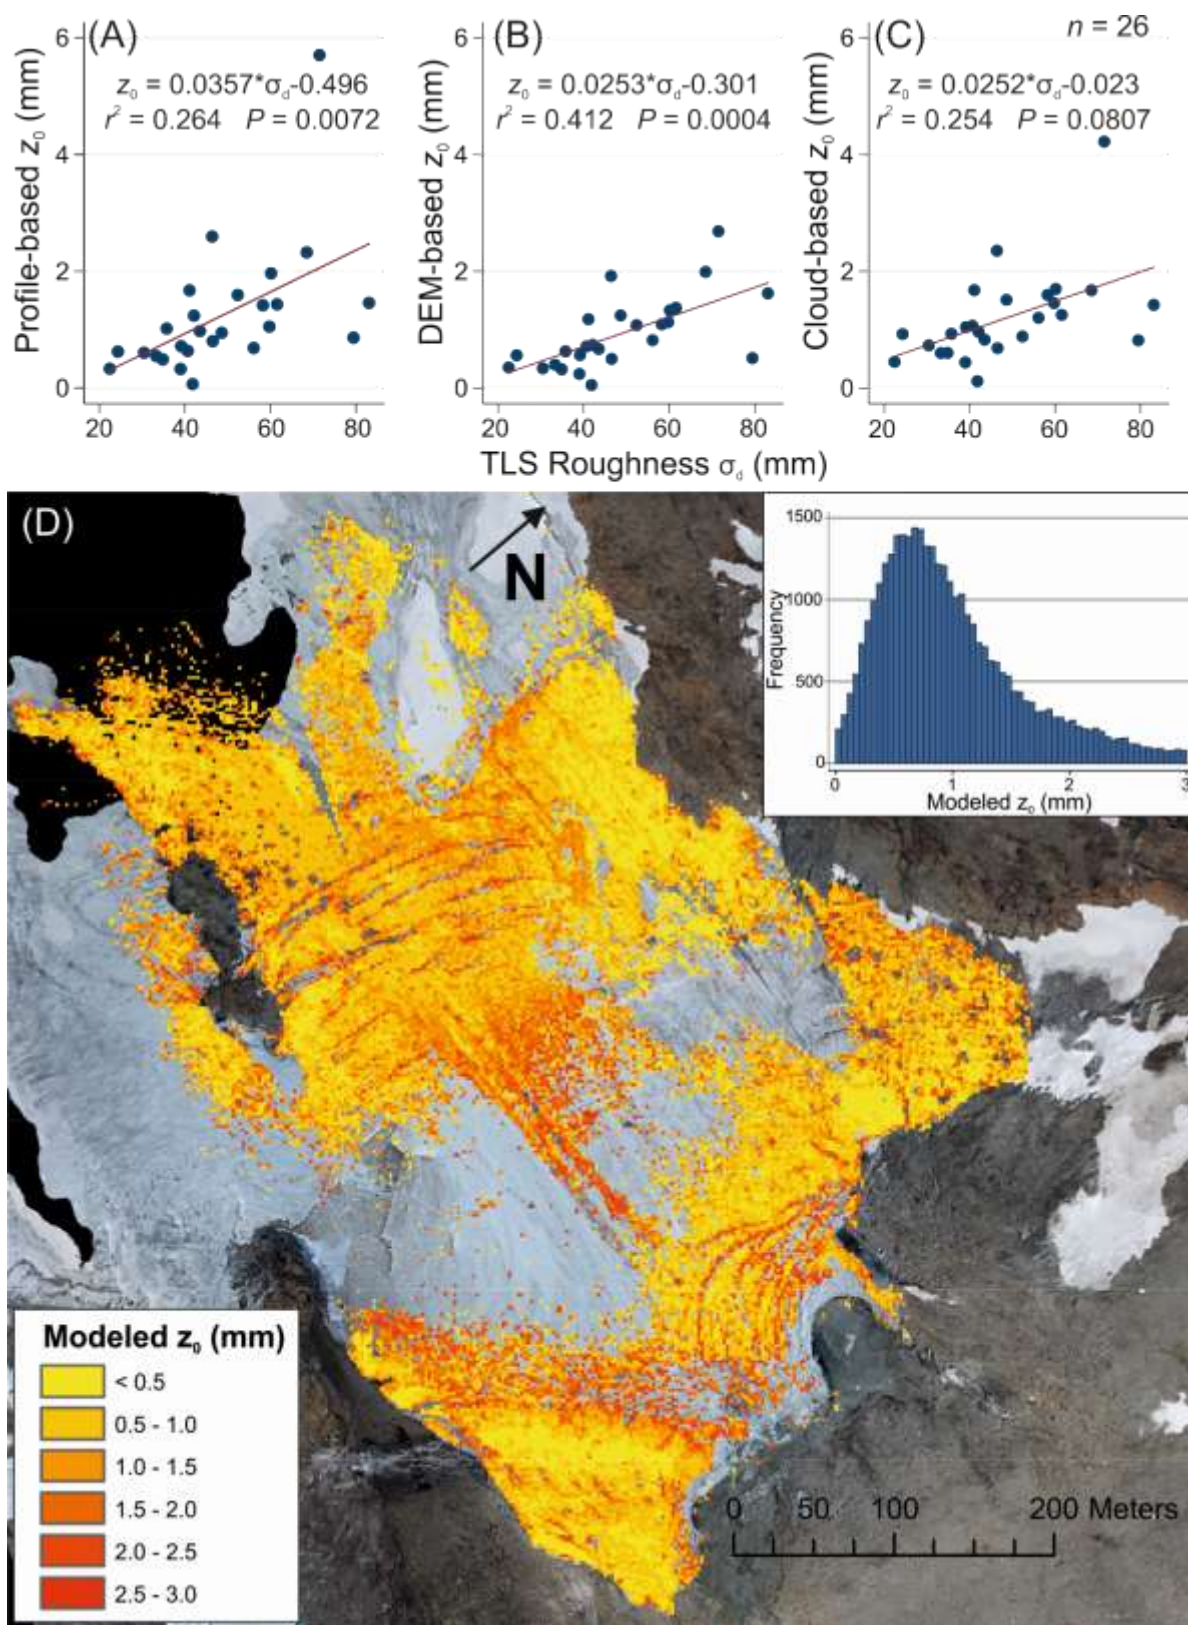 (A)
z₀ = 0.0357*σd-0.496
r² = 0.264 P = 0.0072
Profile-based z₀ (mm)
6
4
2
0
20 40 60 80
(B)
z₀ = 0.0253*σd-0.301
r² = 0.412 P = 0.0004
DEM-based z₀ (mm)
6
4
2
0
20 40 60 80
(C)
n = 26
z₀ = 0.0252*σd-0.023
r² = 0.254 P = 0.0807
Cloud-based z₀ (mm)
6
4
2
0
20 40 60 80
TLS Roughness σd (mm)
(D)
N
1500
1000
500
0
Frequency
0 1 2 3
Modeled z₀ (mm)
Modeled z₀ (mm)
< 0.5
0.5 - 1.0
1.0 - 1.5
1.5 - 2.0
2.0 - 2.5
2.5 - 3.0
0 50 100 200 Meters